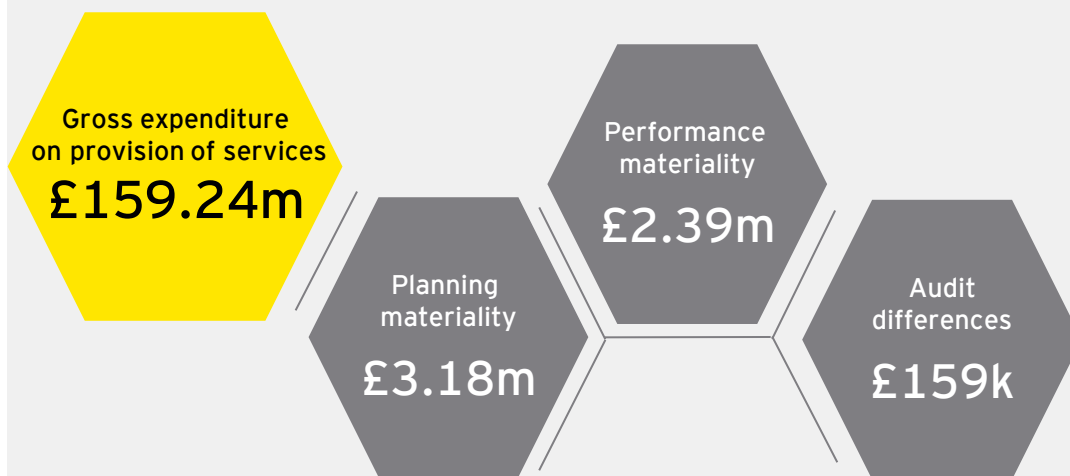 Gross expenditure
on provision of services
£159.24m
Planning
materiality
£3.18m
Performance
materiality
£2.39m
Audit
differences
£159k